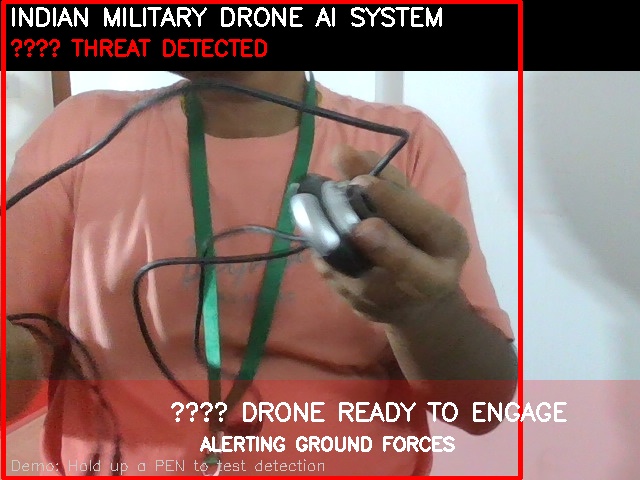 INDIAN MILITARY DRONE AI SYSTEM
???? THREAT DETECTED
???? DRONE READY TO ENGAGE
ALERTING GROUND FORCES
Demo: Hold up a PEN to test detection